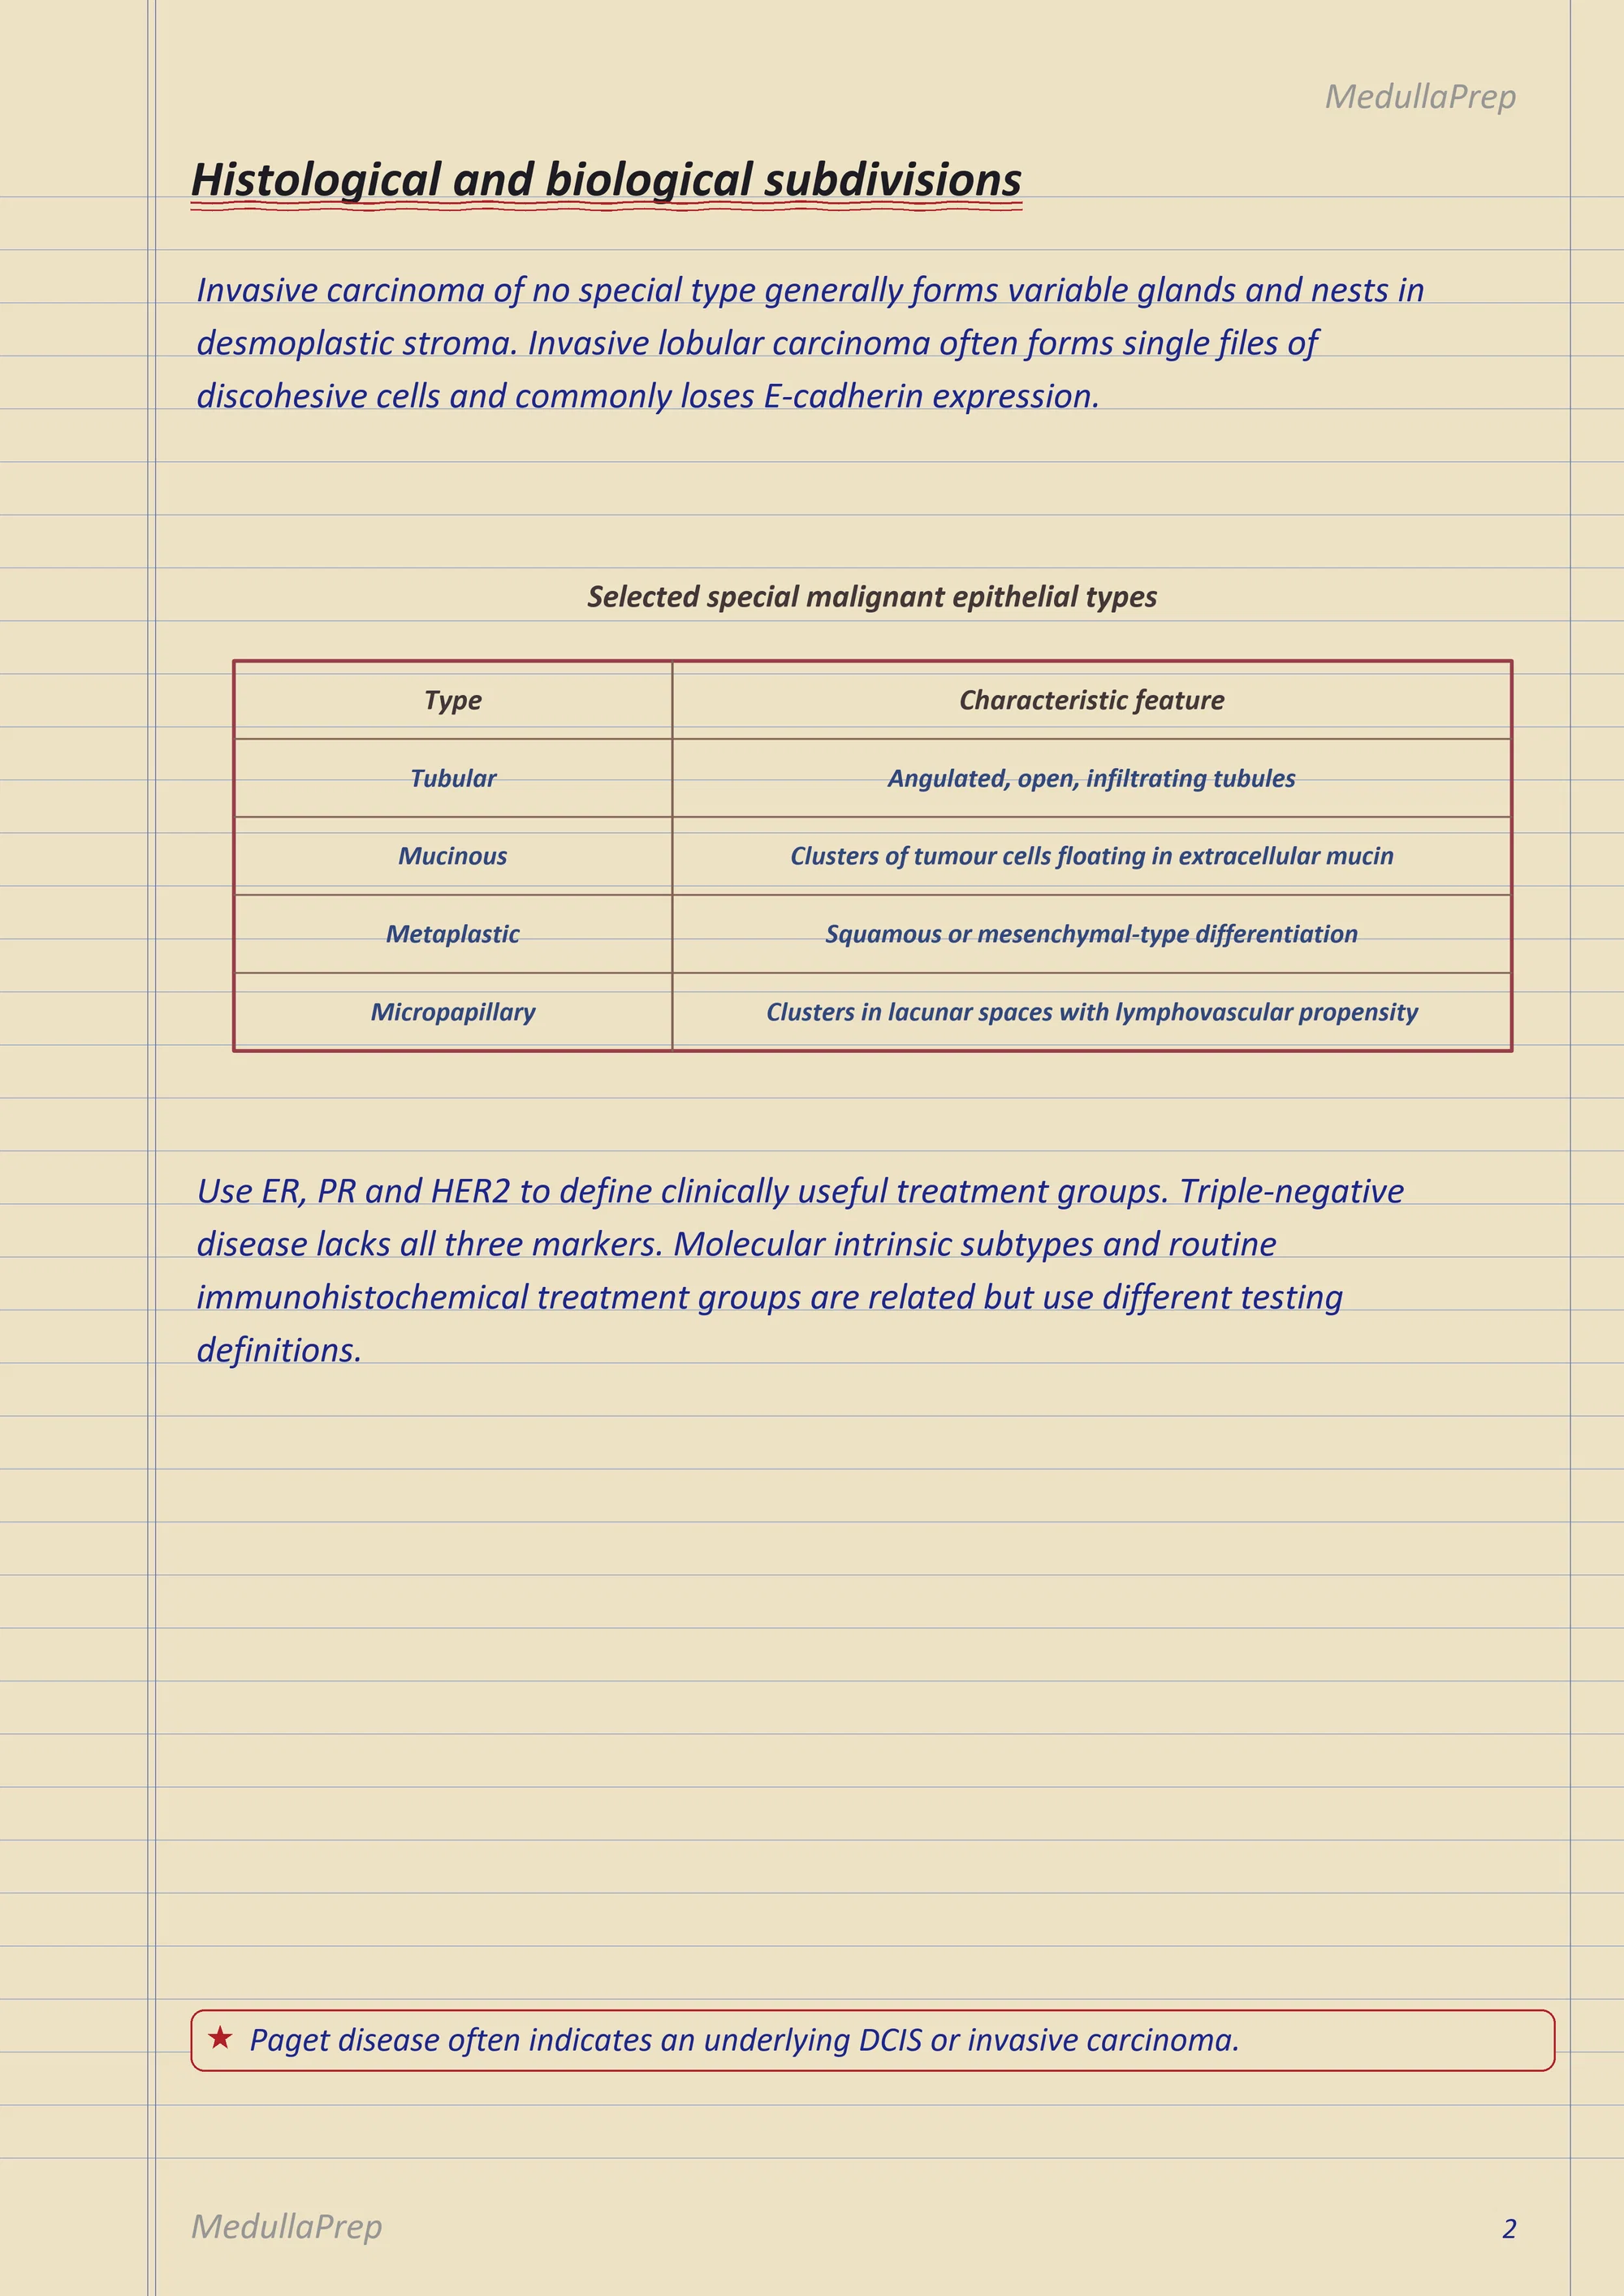 MedullaPrep
Histological and biological subdivisions
Invasive carcinoma of no special type generally forms variable glands and nests in
desmoplastic stroma. Invasive lobular carcinoma often forms single files of
discohesive cells and commonly loses E-cadherin expression.
Selected special malignant epithelial types
Type Characteristic feature
Tubular Angulated, open, infiltrating tubules
Mucinous Clusters of tumour cells floating in extracellular mucin
Metaplastic Squamous or mesenchymal-type differentiation
Micropapillary Clusters in lacunar spaces with lymphovascular propensity
Use ER, PR and HER2 to define clinically useful treatment groups. Triple-negative
disease lacks all three markers. Molecular intrinsic subtypes and routine
immunohistochemical treatment groups are related but use different testing
definitions.
★ Paget disease often indicates an underlying DCIS or invasive carcinoma.
MedullaPrep 2